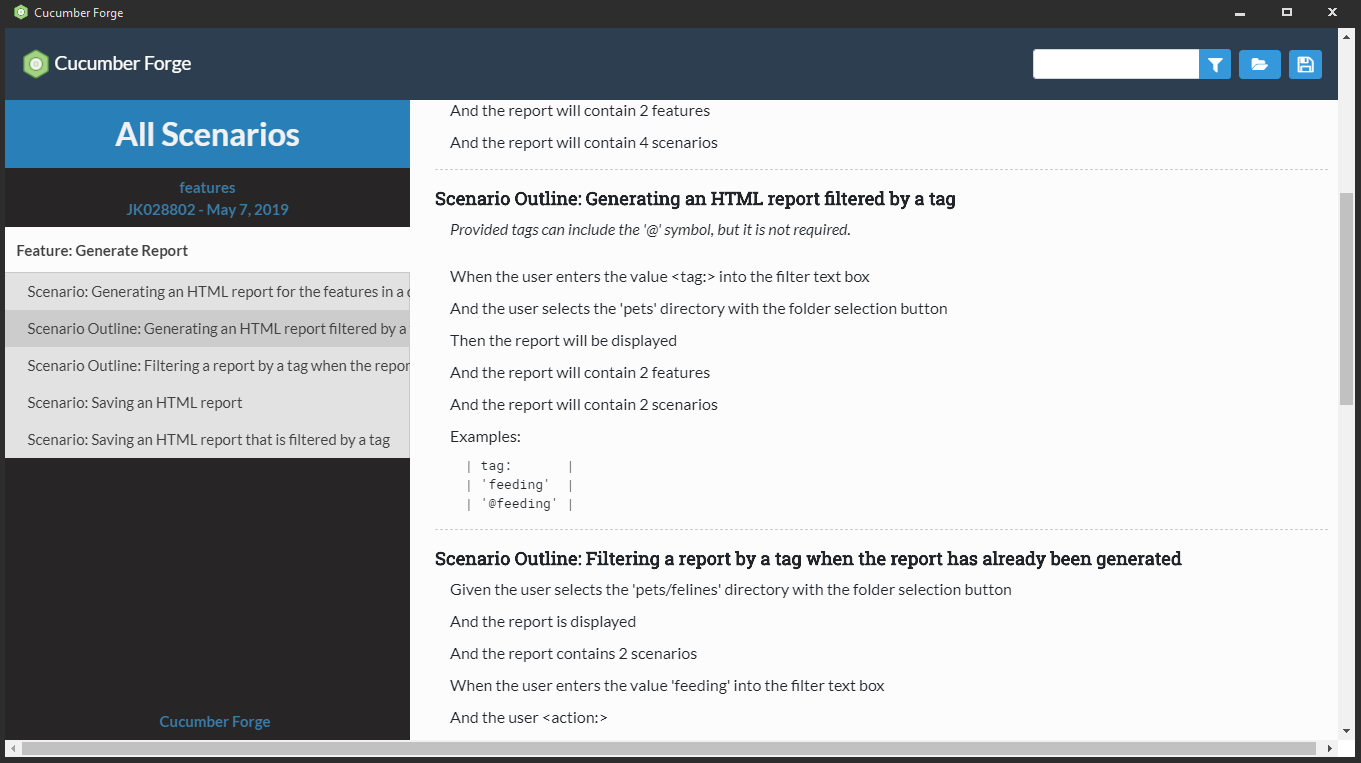 Cucumber Forge
Cucumber Forge
All Scenarios
features
JK028802 - May 7, 2019
Feature: Generate Report
Scenario: Generating an HTML report for the features in a
Scenario Outline: Generating an HTML report filtered by a
Scenario Outline: Filtering a report by a tag when the
Scenario: Saving an HTML report
Scenario: Saving an HTML report that is filtered by a tag
Cucumber Forge
And the report will contain 2 features
And the report will contain 4 scenarios
Scenario Outline: Generating an HTML report filtered by a tag
Provided tags can include the '@' symbol, but it is not required.
When the user enters the value <tag:> into the filter text box
And the user selects the 'pets' directory with the folder selection button
Then the report will be displayed
And the report will contain 2 features
And the report will contain 2 scenarios
Examples:
| tag: |
| 'feeding' |
| '@feeding' |
Scenario Outline: Filtering a report by a tag when the report has already been generated
Given the user selects the 'pets/felines' directory with the folder selection button
And the report is displayed
And the report contains 2 scenarios
When the user enters the value 'feeding' into the filter text box
And the user <action:>